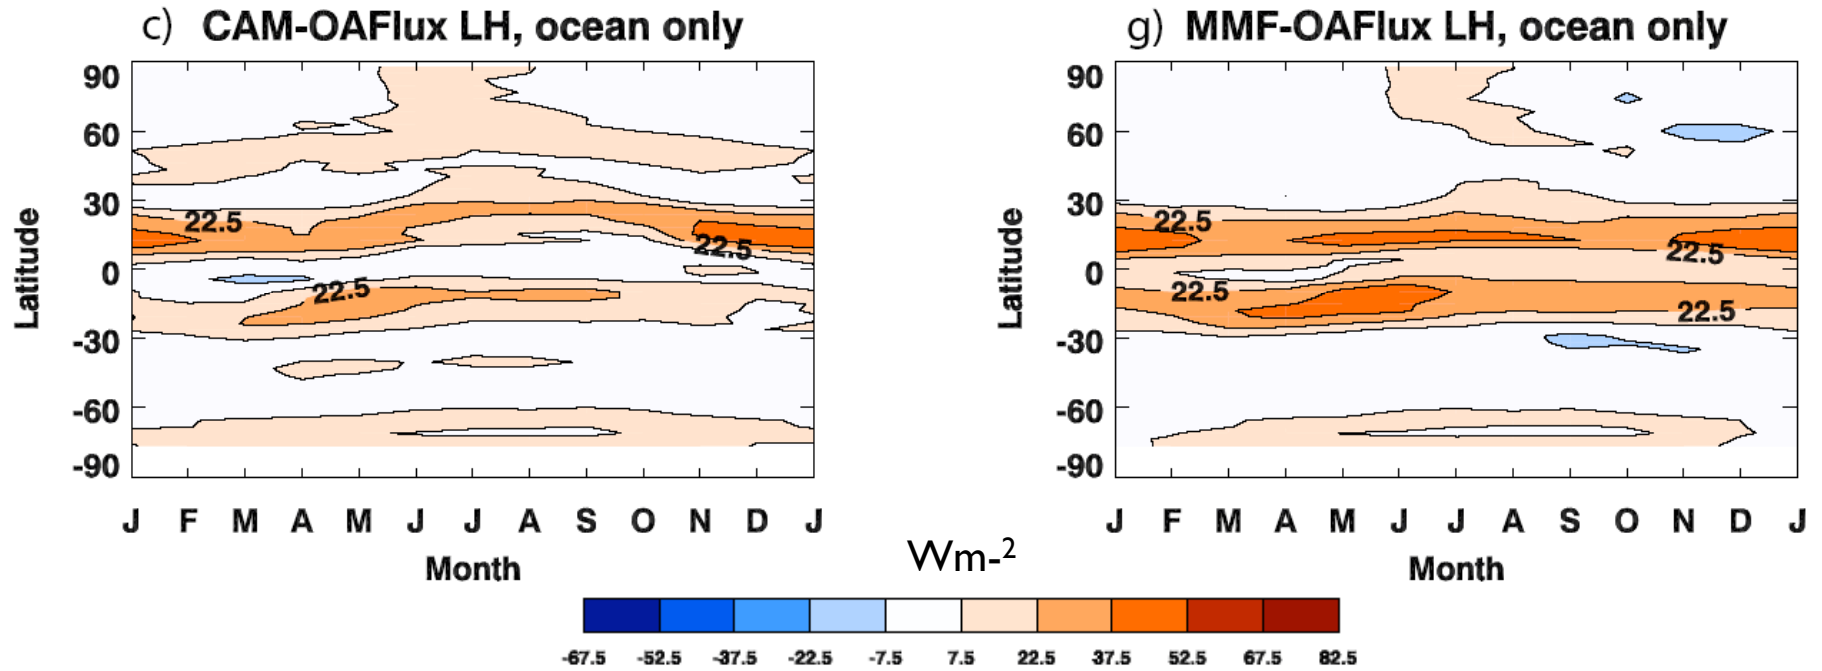 c) CAM-OAFlux LH, ocean only
90
60
30
0
-30
-60
-90
Latitude
22.5
22.5
22.5
J F M A M J J A S O N D J
Month
g) MMF-OAFlux LH, ocean only
90
60
30
0
-30
-60
-90
Latitude
22.5
22.5
22.5
22.5
J F M A M J J A S O N D J
Month
Wm-²
-67.5 -52.5 -37.5 -22.5 -7.5 7.5 22.5 37.5 52.5 67.5 82.5